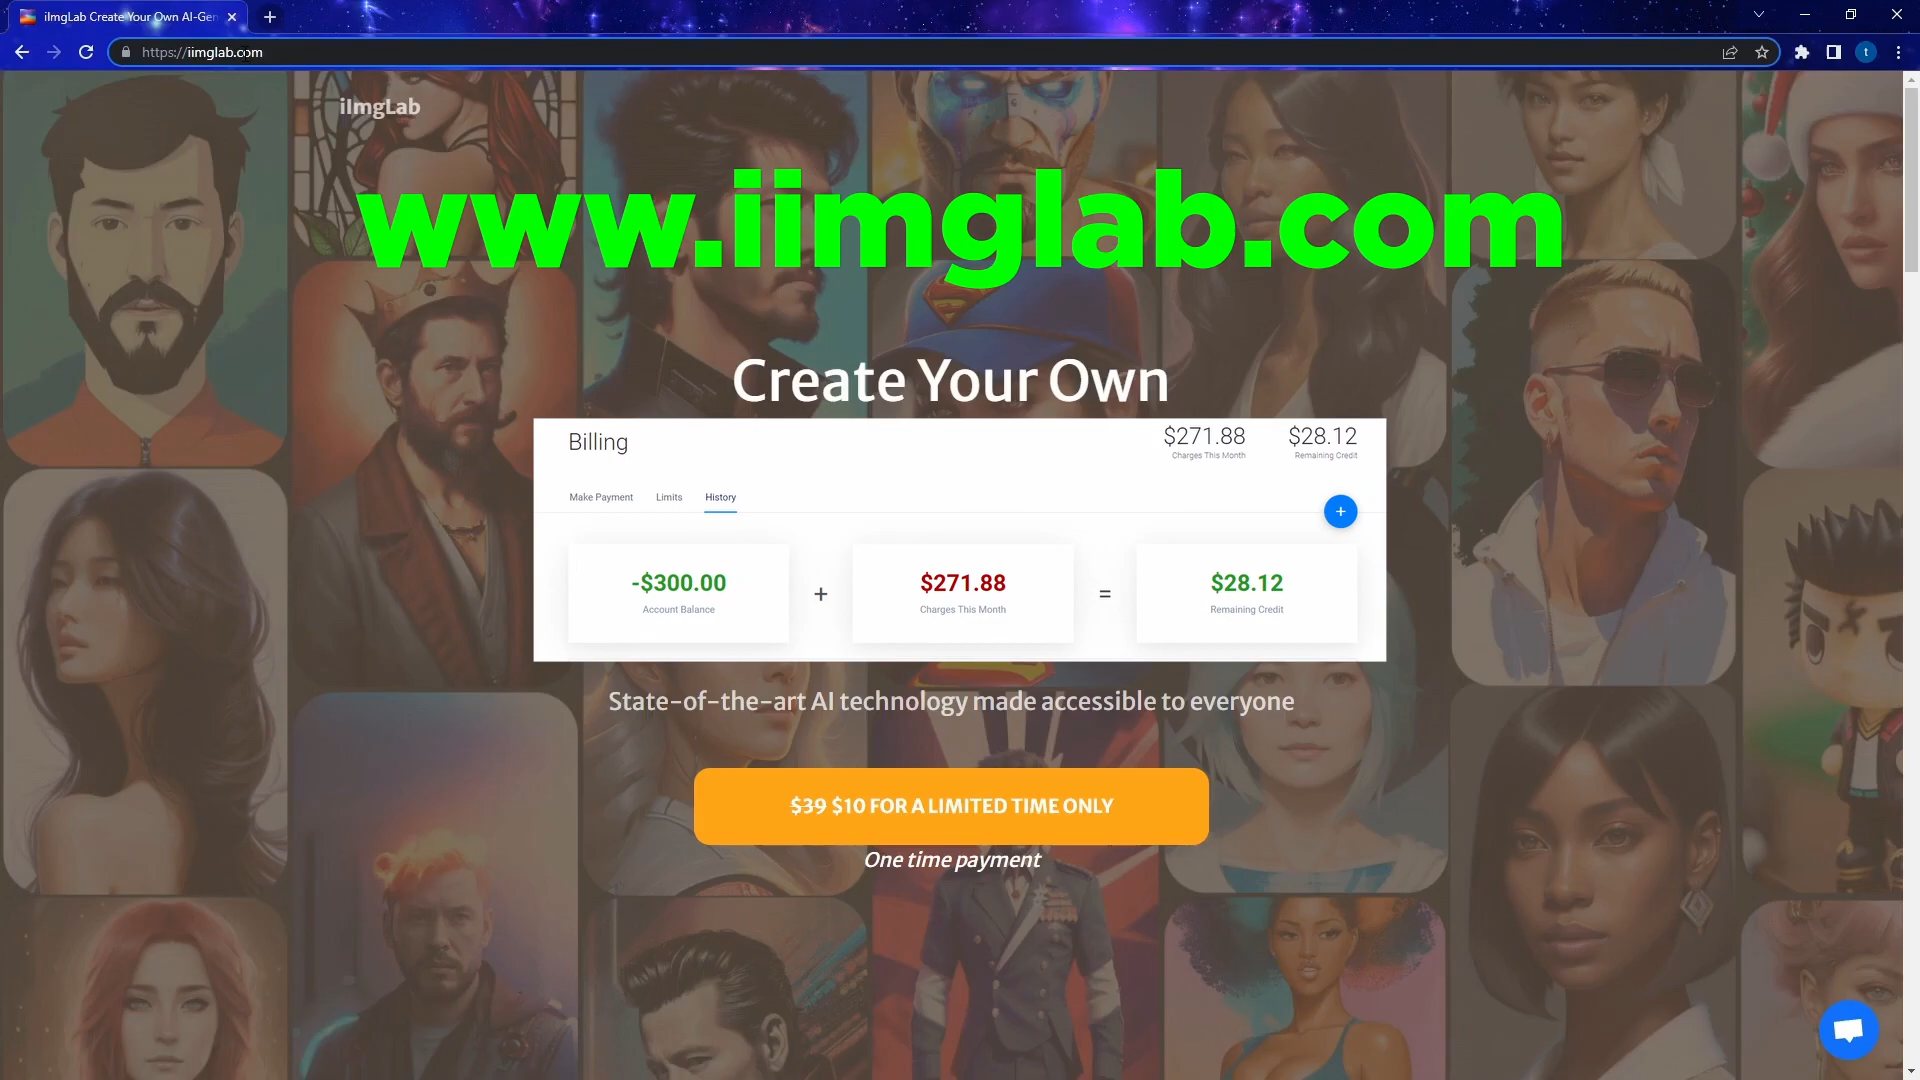 iImgLab Create Your Own AI-Gen
https://iimglab.com
t
iImgLab
www.iimglab.com
Create Your Own
Billing
$271.88
Charges This Month
$28.12
Remaining Credit
Make Payment
Limits
History
+
-$300.00
Account Balance
+
$271.88
Charges This Month
=
$28.12
Remaining Credit
State-of-the-art AI technology made accessible to everyone
$39 $10 FOR A LIMITED TIME ONLY
One time payment